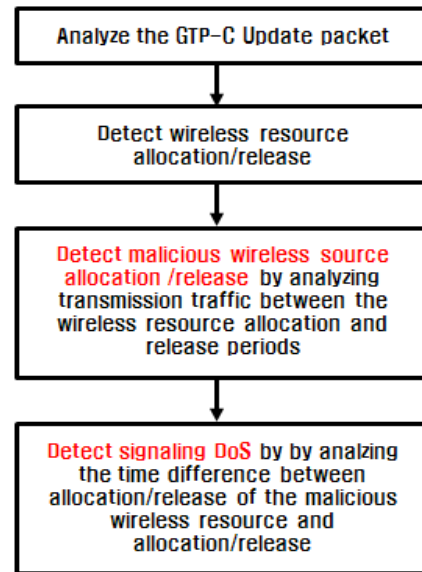 Analyze the GTP-C Update packet
Detect wireless resource
allocation/release
Detect malicious wireless source
allocation /release by analyzing
transmission traffic between the
wireless resource allocation and
release periods
Detect signaling DoS by by analzing
the time difference between
allocation/release of the malicious
wireless resource and
allocation/release